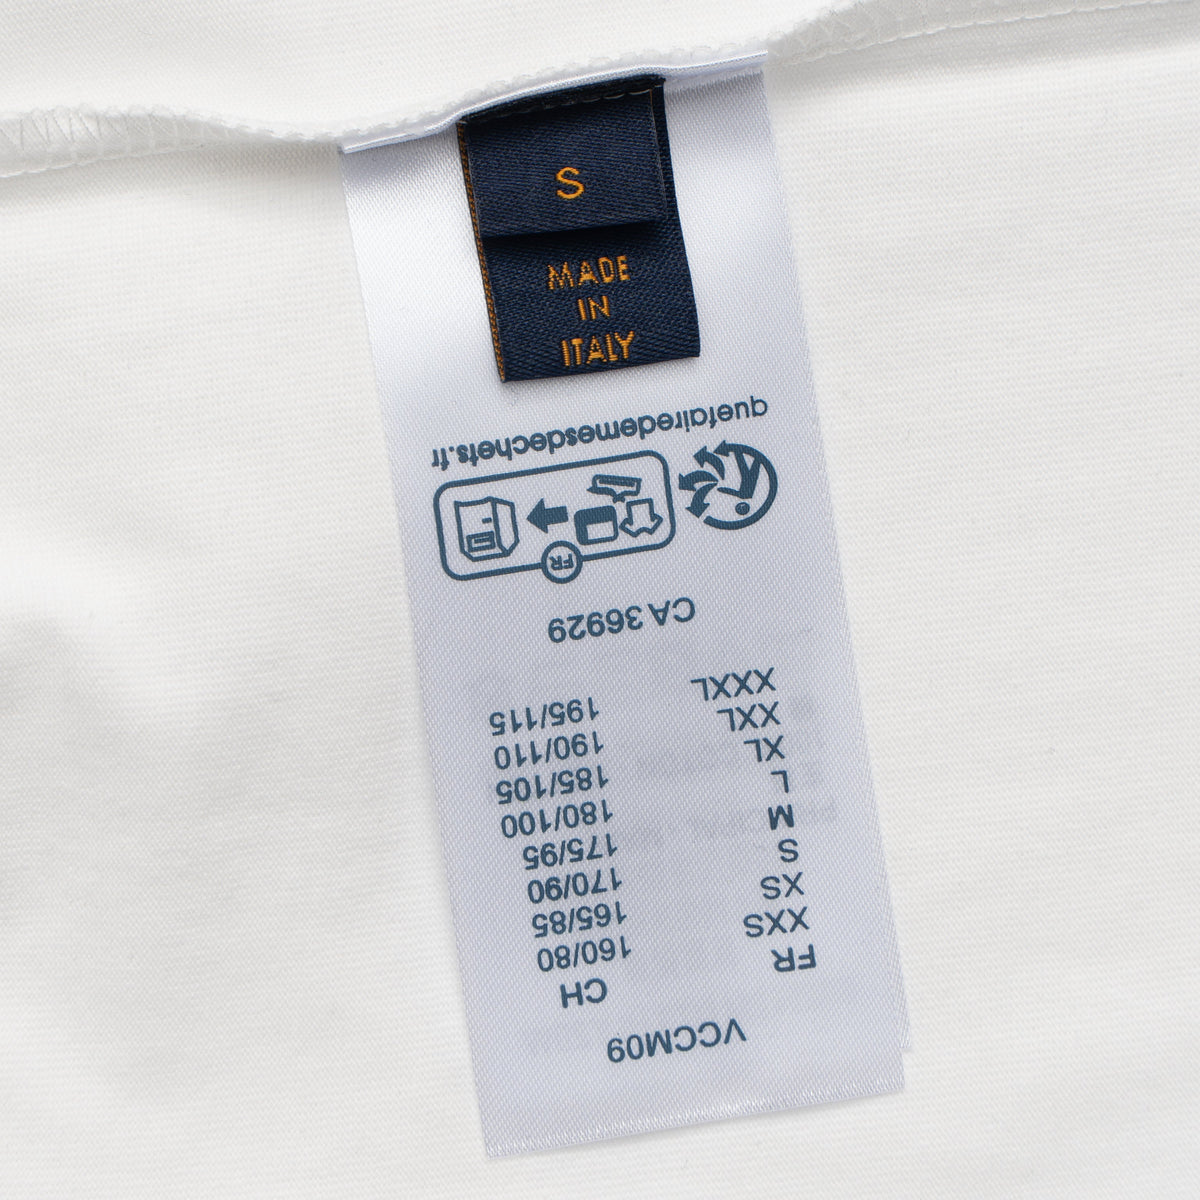 S
MADE
IN
ITALY
VCCM09
FR CH
XXS 160/80
XS 165/85
S 170/90
M 175/95
L 180/100
XL 185/105
XXL 190/110
XXXL 195/115
CA 36929
FR
quefairedemesdechets.fr